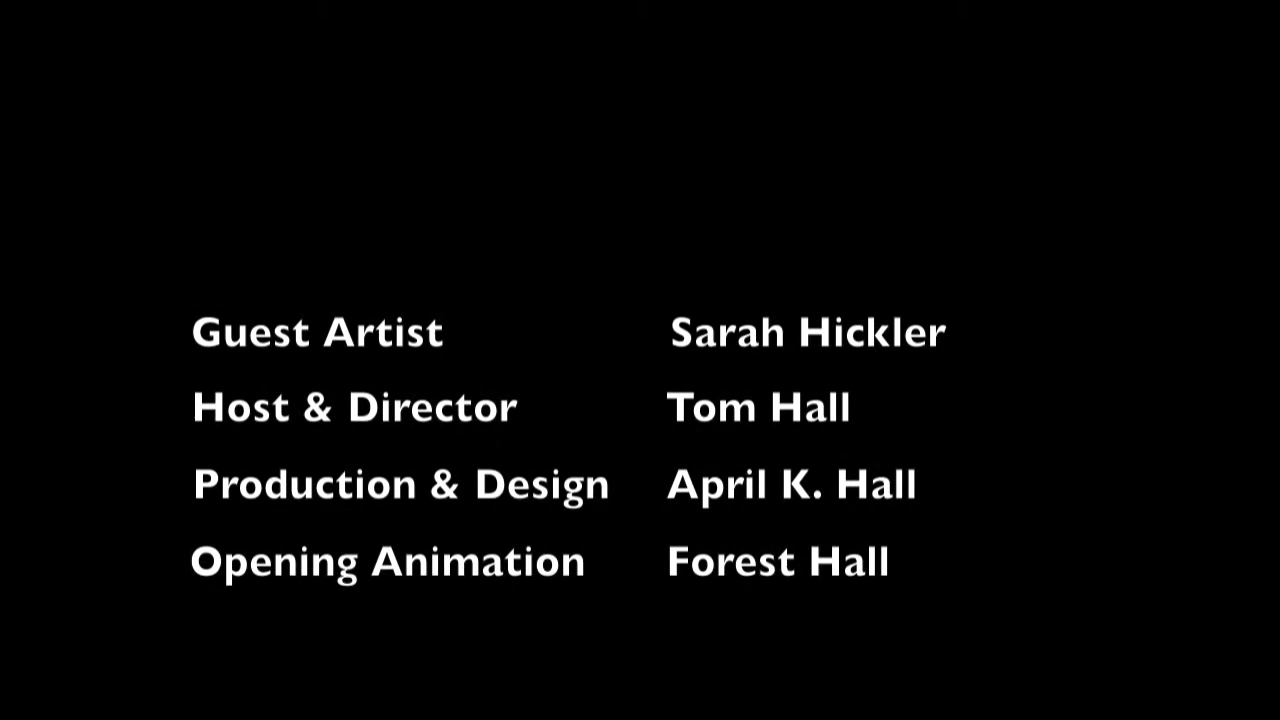 Guest Artist Sarah Hickler
Host & Director Tom Hall
Production & Design April K. Hall
Opening Animation Forest Hall